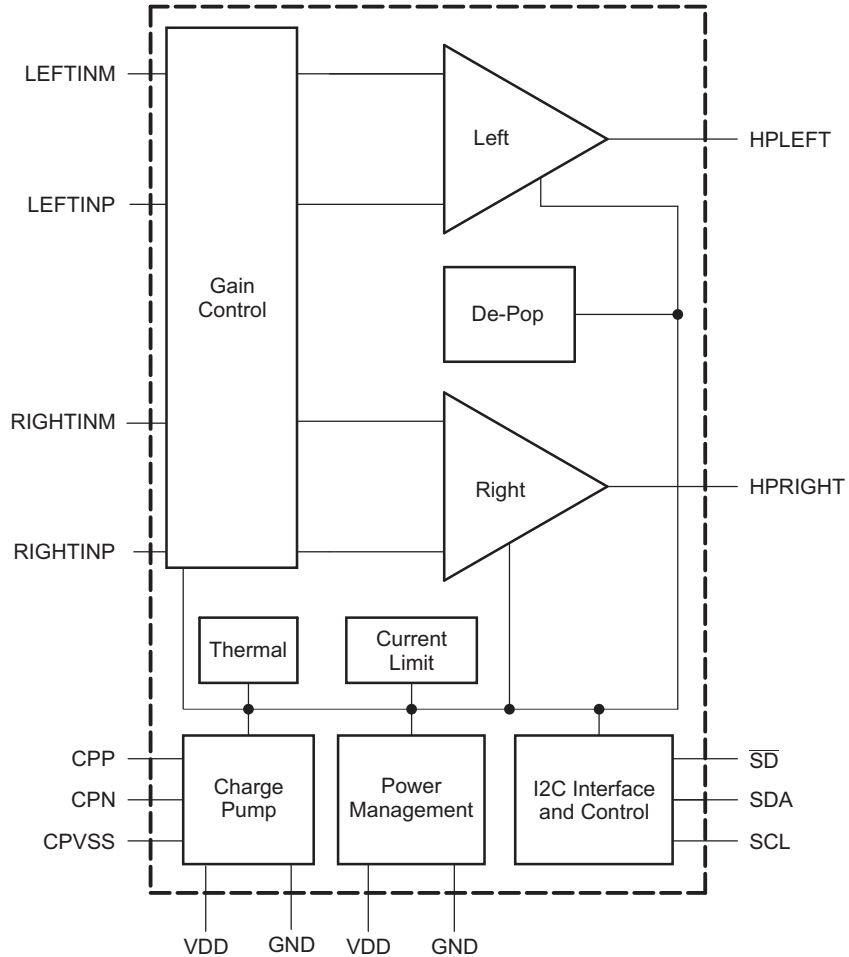 LEFTINM
Left
HPLEFT
LEFTINP
Gain
Control
De-Pop
RIGHTINM
Right
HPRIGHT
RIGHTINP
Thermal
Current
Limit
CPP
CPN
CPVSS
Charge
Pump
Power
Management
I2C Interface
and Control
S̅D̅
SDA
SCL
VDD
GND
VDD
GND